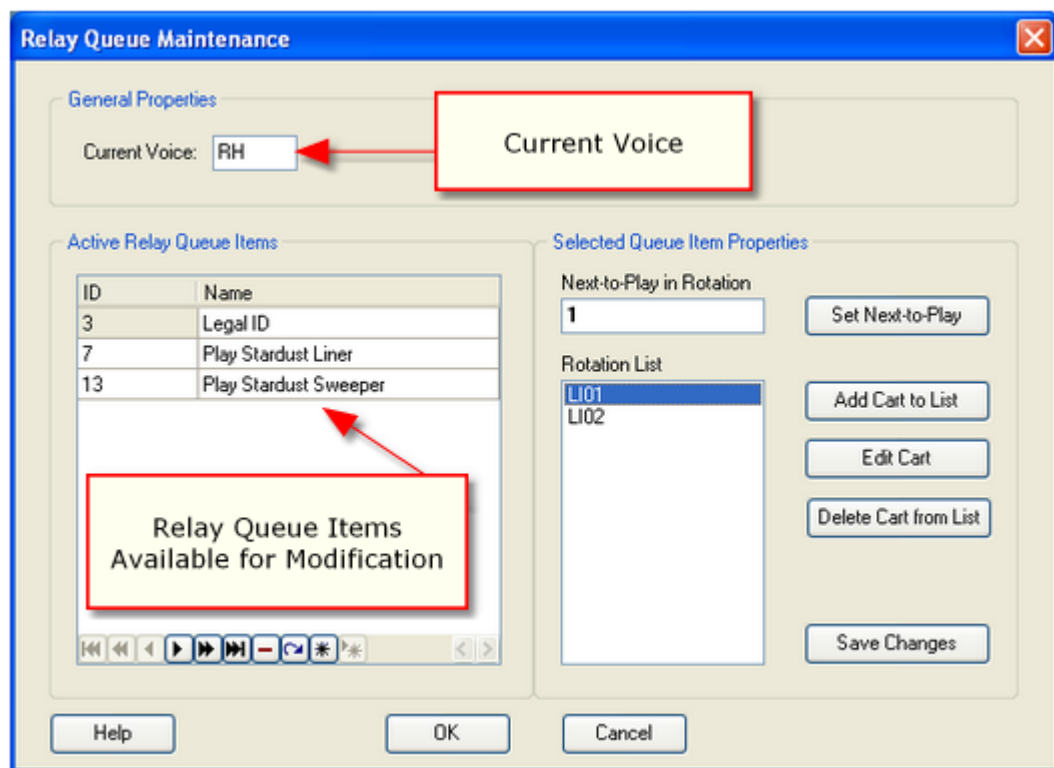 Relay Queue Maintenance
General Properties
Current Voice: RH
Current Voice
Active Relay Queue Items
ID Name
3 Legal ID
7 Play Stardust Liner
13 Play Stardust Sweeper
Relay Queue Items
Available for Modification
Selected Queue Item Properties
Next-to-Play in Rotation
1
Set Next-to-Play
Rotation List
LI01
LI02
Add Cart to List
Edit Cart
Delete Cart from List
Save Changes
Help
OK
Cancel